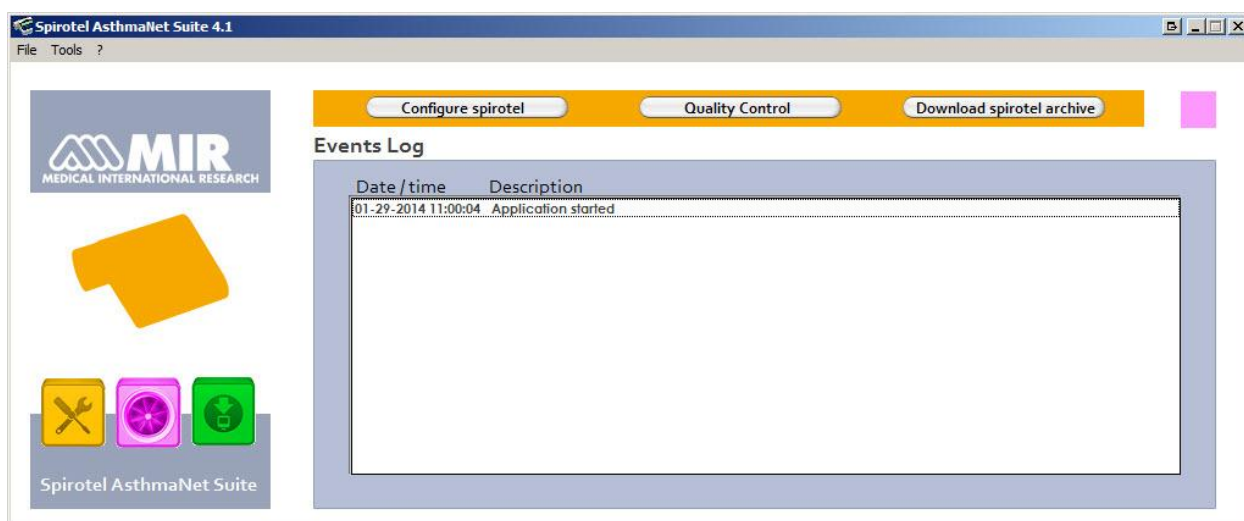 Spirotel AsthmaNet Suite 4.1
File Tools ?
Configure spirotel Quality Control Download spirotel archive
MIR
MEDICAL INTERNATIONAL RESEARCH
Events Log
Date / time Description
01-29-2014 11:00:04 Application started
Spirotel AsthmaNet Suite